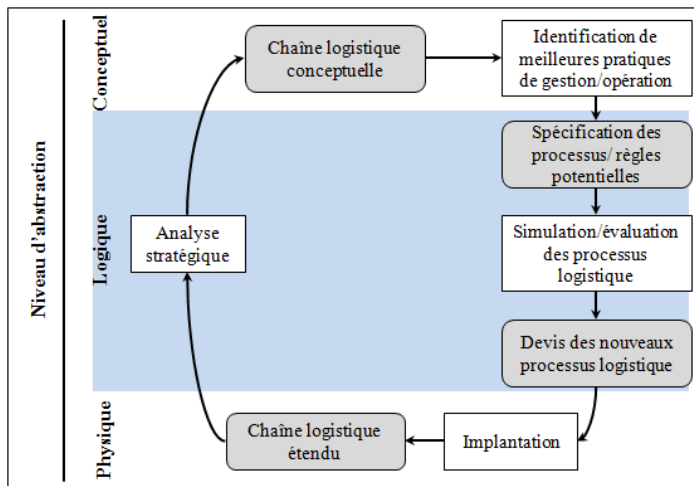 Niveau d'abstraction
Conceptuel
Logique
Physique
Chaîne logistique
conceptuelle
Identification de
meilleures pratiques
de gestion/opération
Spécification des
processus/ règles
potentielles
Simulation/évaluation
des processus
logistique
Devis des nouveaux
processus logistique
Implantation
Chaîne logistique
étendu
Analyse
stratégique